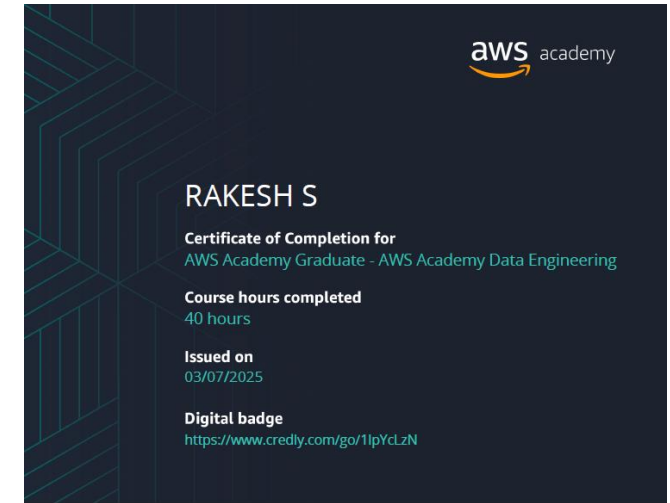 aws academy
RAKESH S
Certificate of Completion for
AWS Academy Graduate - AWS Academy Data Engineering
Course hours completed
40 hours
Issued on
03/07/2025
Digital badge
https://www.credly.com/go/1lpYcLzN